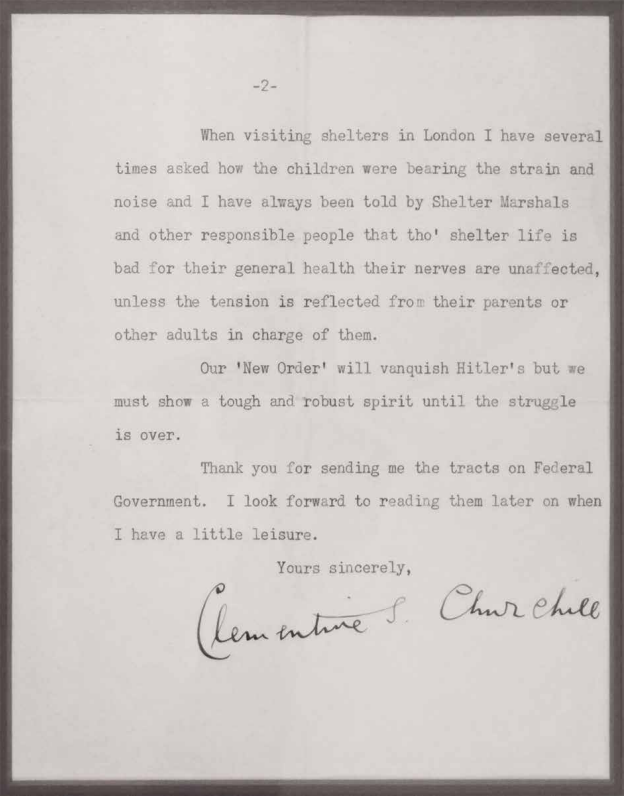 -2-
When visiting shelters in London I have several
times asked how the children were bearing the strain and
noise and I have always been told by Shelter Marshals
and other responsible people that tho' shelter life is
bad for their general health their nerves are unaffected,
unless the tension is reflected from their parents or
other adults in charge of them.
Our 'New Order' will vanquish Hitler's but we
must show a tough and robust spirit until the struggle
is over.
Thank you for sending me the tracts on Federal
Government. I look forward to reading them later on when
I have a little leisure.
Yours sincerely,
Clementine S. Churchill